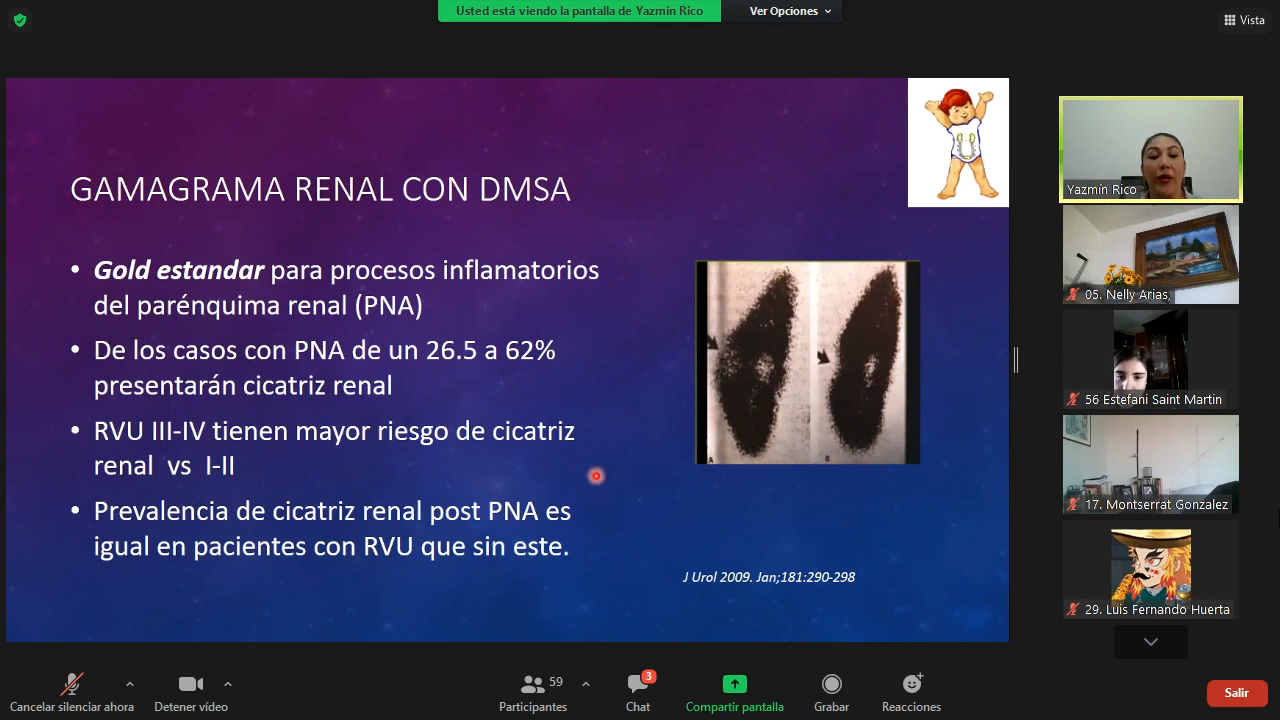 Usted está viendo la pantalla de Yazmín Rico
Ver Opciones
Vista
GAMAGRAMA RENAL CON DMSA
• Gold estandar para procesos inflamatorios
del parénquima renal (PNA)
• De los casos con PNA de un 26.5 a 62%
presentarán cicatriz renal
• RVU III-IV tienen mayor riesgo de cicatriz
renal vs I-II
• Prevalencia de cicatriz renal post PNA es
igual en pacientes con RVU que sin este.
A
B
J Urol 2009. Jan;181:290-298
Yazmín Rico
05. Nelly Arias,
56 Estefani Saint Martin
17. Montserrat Gonzalez
29. Luis Fernando Huerta
Cancelar silenciar ahora
Detener vídeo
59
Participantes
3
Chat
Compartir pantalla
Grabar
Reacciones
Salir